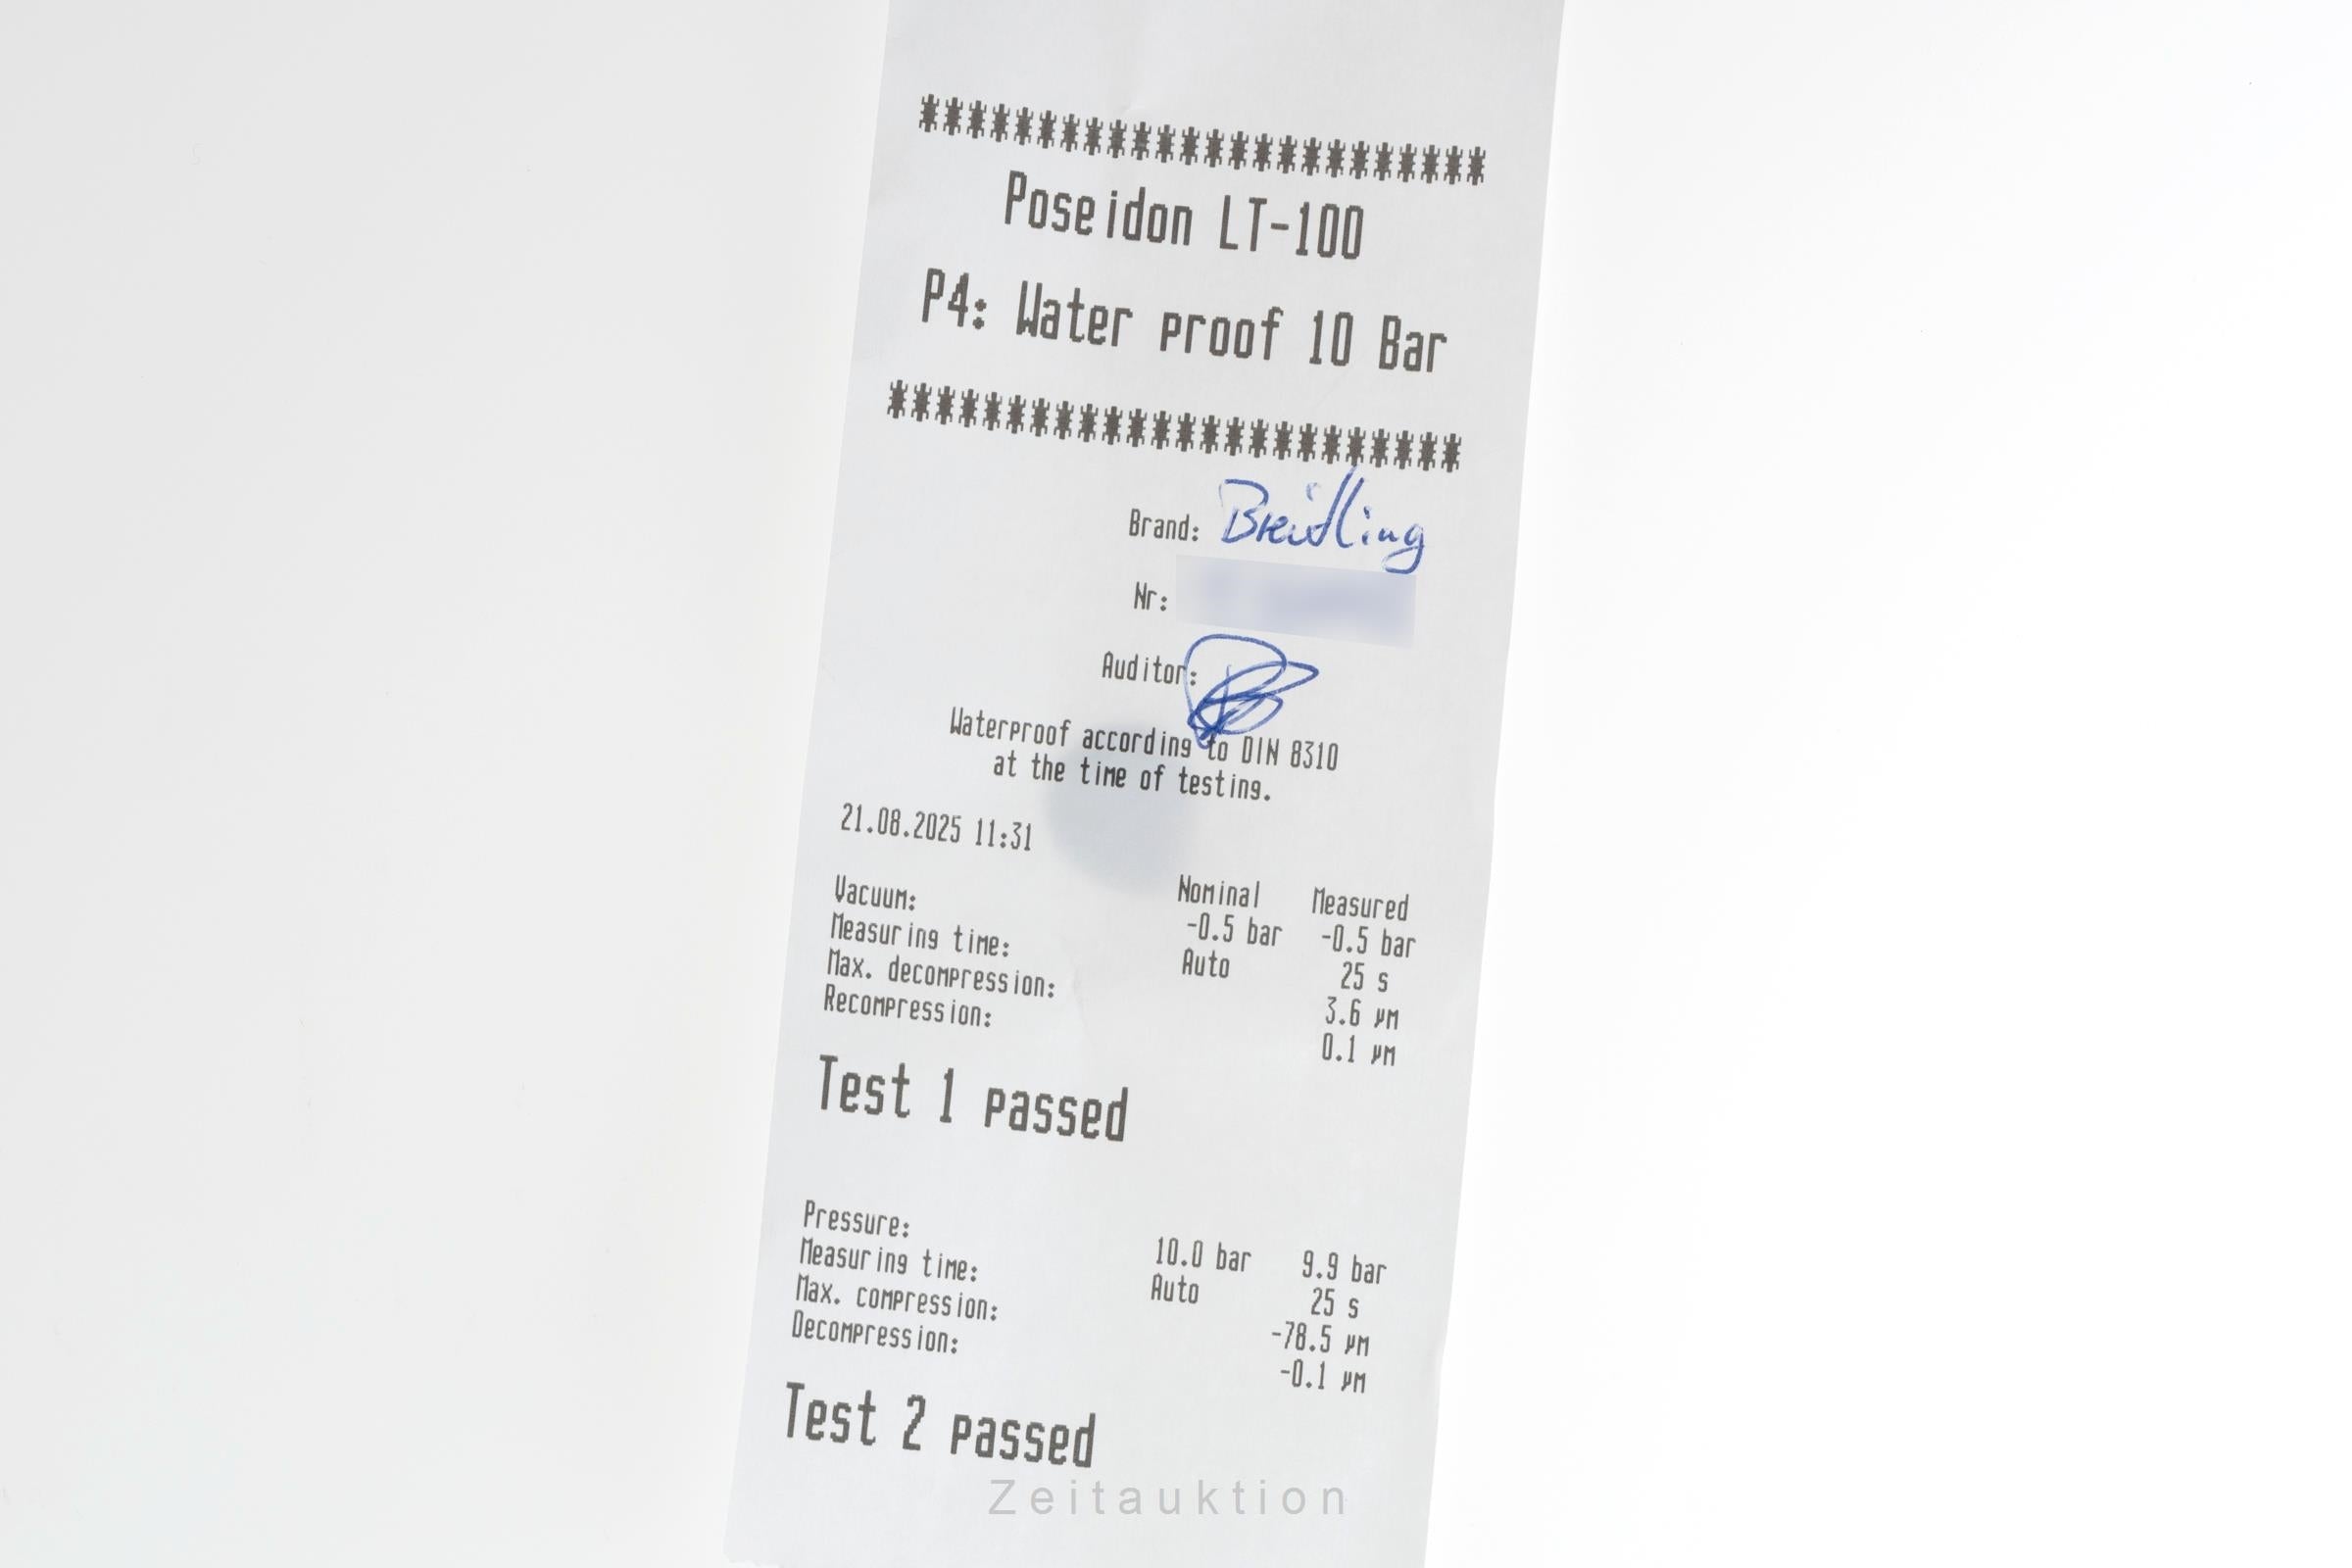 ************************
Poseidon LT-100
P4: Water proof 10 Bar
************************
Brand: Breitling
Nr:
Auditor:
Waterproof according to DIN 8310
at the time of testing.
21.08.2025 11:31
Nominal Measured
Vacuum: -0.5 bar -0.5 bar
Measuring time: Auto 25 s
Max. decompression: 3.6 µm
Recompression: 0.1 µm
Test 1 passed
Pressure: 10.0 bar 9.9 bar
Measuring time: Auto 25 s
Max. compression: -78.5 µm
Decompression: -0.1 µm
Test 2 passed
Zeitauktion